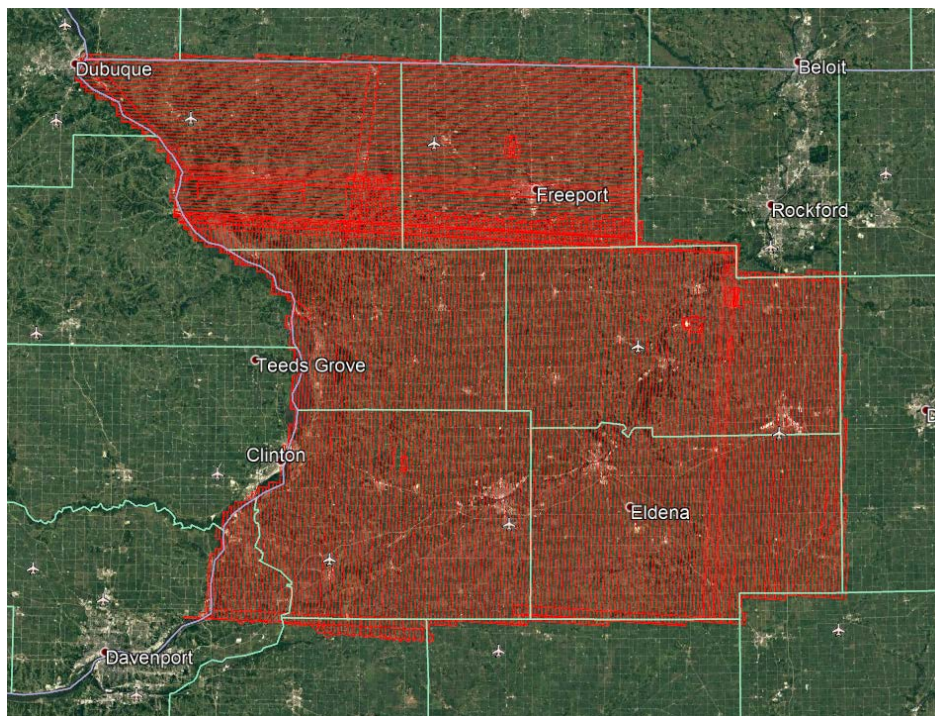 Dubuque
Beloit
Freeport
Rockford
Teeds Grove
D
Clinton
Eldena
Davenport